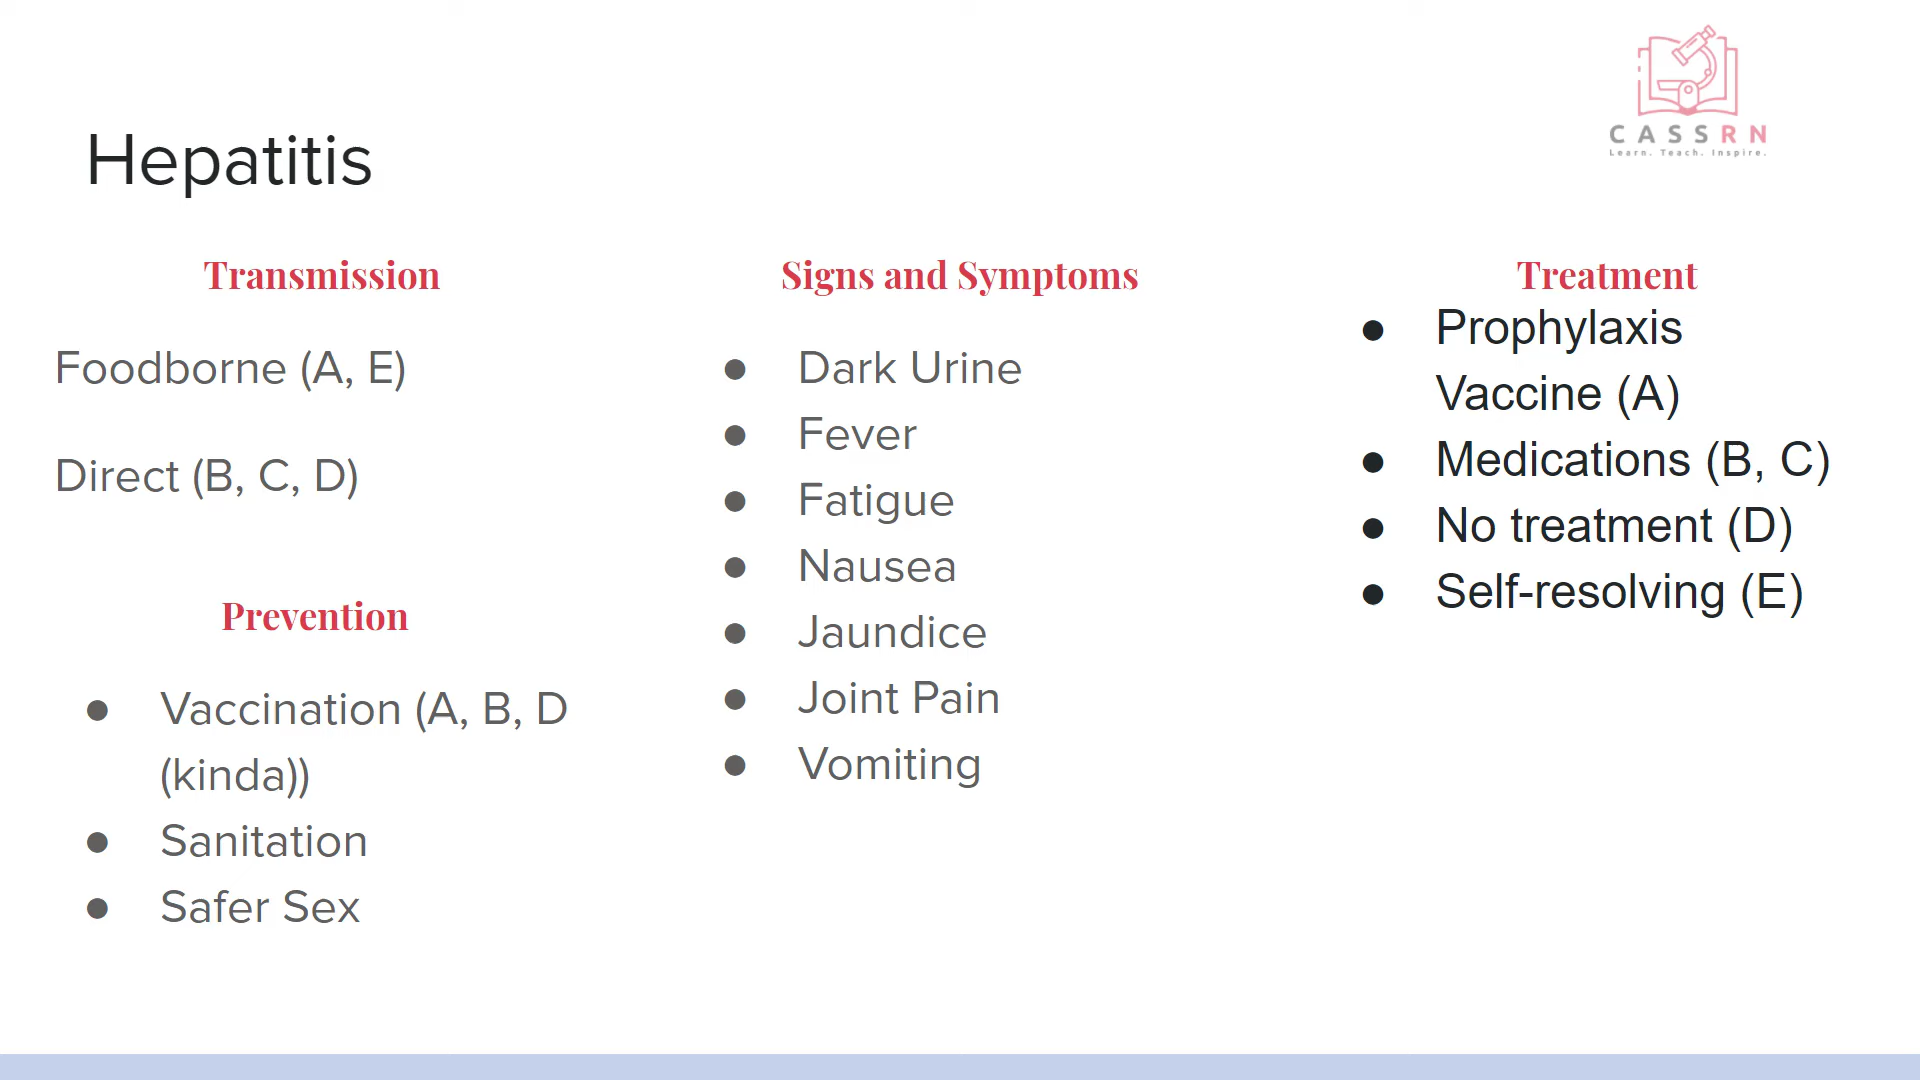 CASSRN
Learn. Teach. Inspire.
Hepatitis
Transmission
Foodborne (A, E)
Direct (B, C, D)
Prevention
● Vaccination (A, B, D
(kinda))
● Sanitation
● Safer Sex
Signs and Symptoms
● Dark Urine
● Fever
● Fatigue
● Nausea
● Jaundice
● Joint Pain
● Vomiting
Treatment
● Prophylaxis
Vaccine (A)
● Medications (B, C)
● No treatment (D)
● Self-resolving (E)